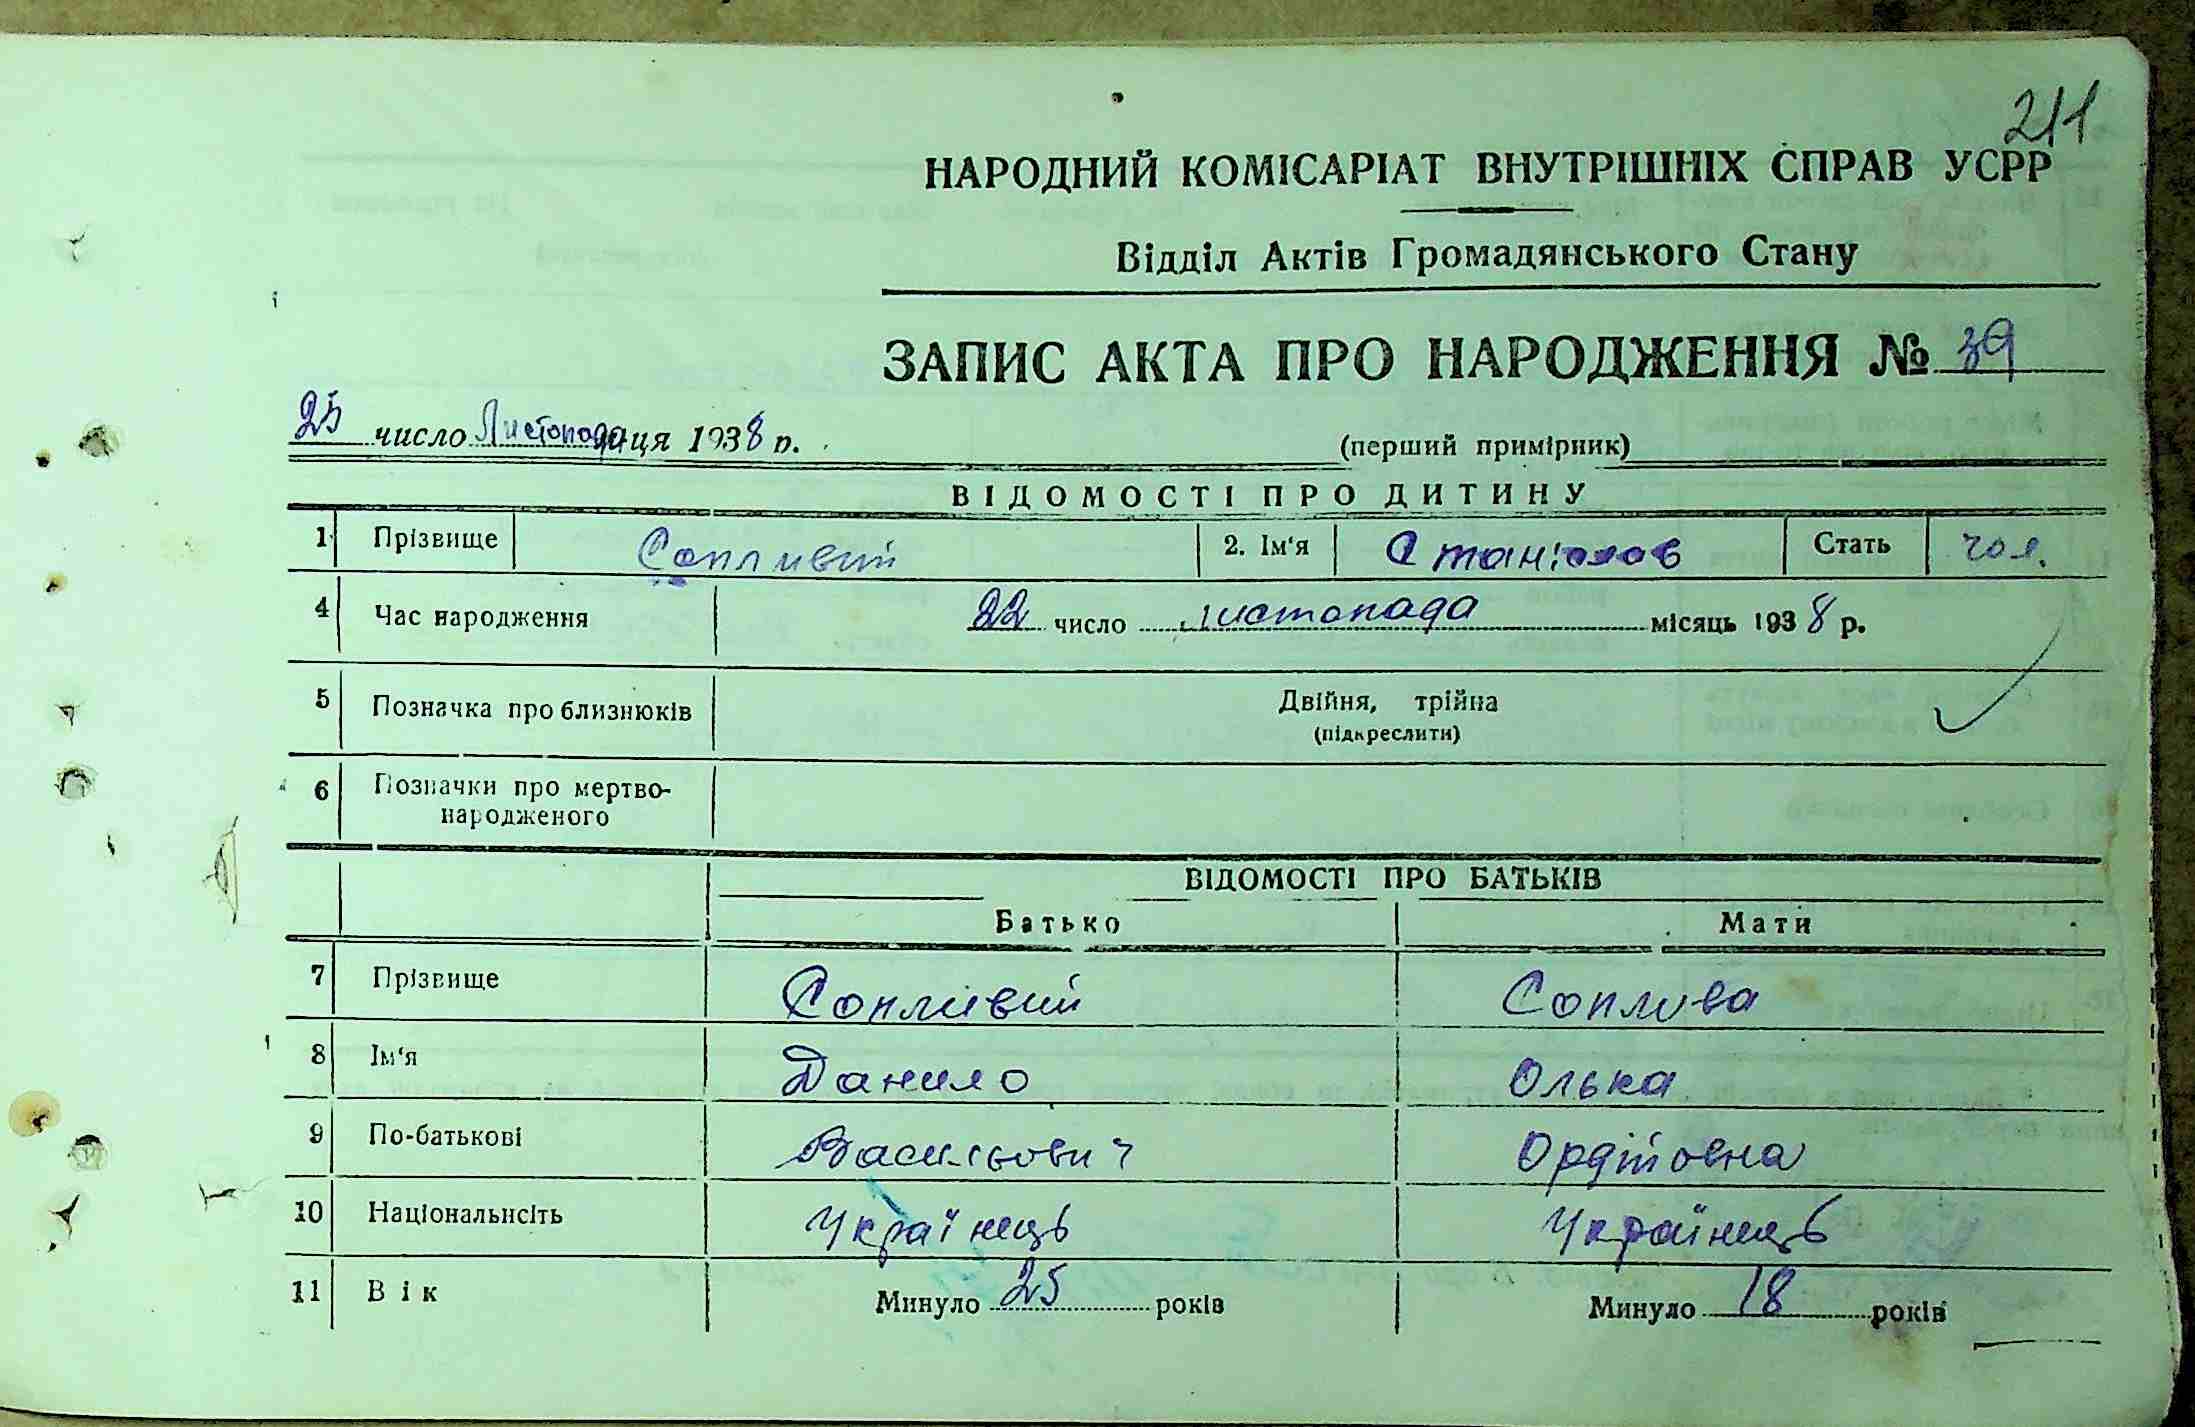 211
НАРОДНИЙ КОМІСАРІАТ ВНУТРІШНІХ СПРАВ УСРР
Відділ Актів Громадянського Стану
ЗАПИС АКТА ПРО НАРОДЖЕННЯ № 39
25 число Листопада ця 1938 р.
(перший примірник)
ВІДОМОСТІ ПРО ДИТИНУ
1 Прізвище Сопливий 2. Ім'я Станіслов Стать чол.
4 Час народження 22 число листопада місяць 1938 р.
5 Позначка про близнюків Двійня, трійна
(підкреслити)
6 Позначки про мертво-
народженого
ВІДОМОСТІ ПРО БАТЬКІВ
Батько Мати
7 Прізвище Сопливий Соплива
8 Ім'я Данило Олька
9 По-батькові Васильович Ордійовна
10 Національнсіть Українець Українець
11 Вік Минуло 25 років Минуло 18 років